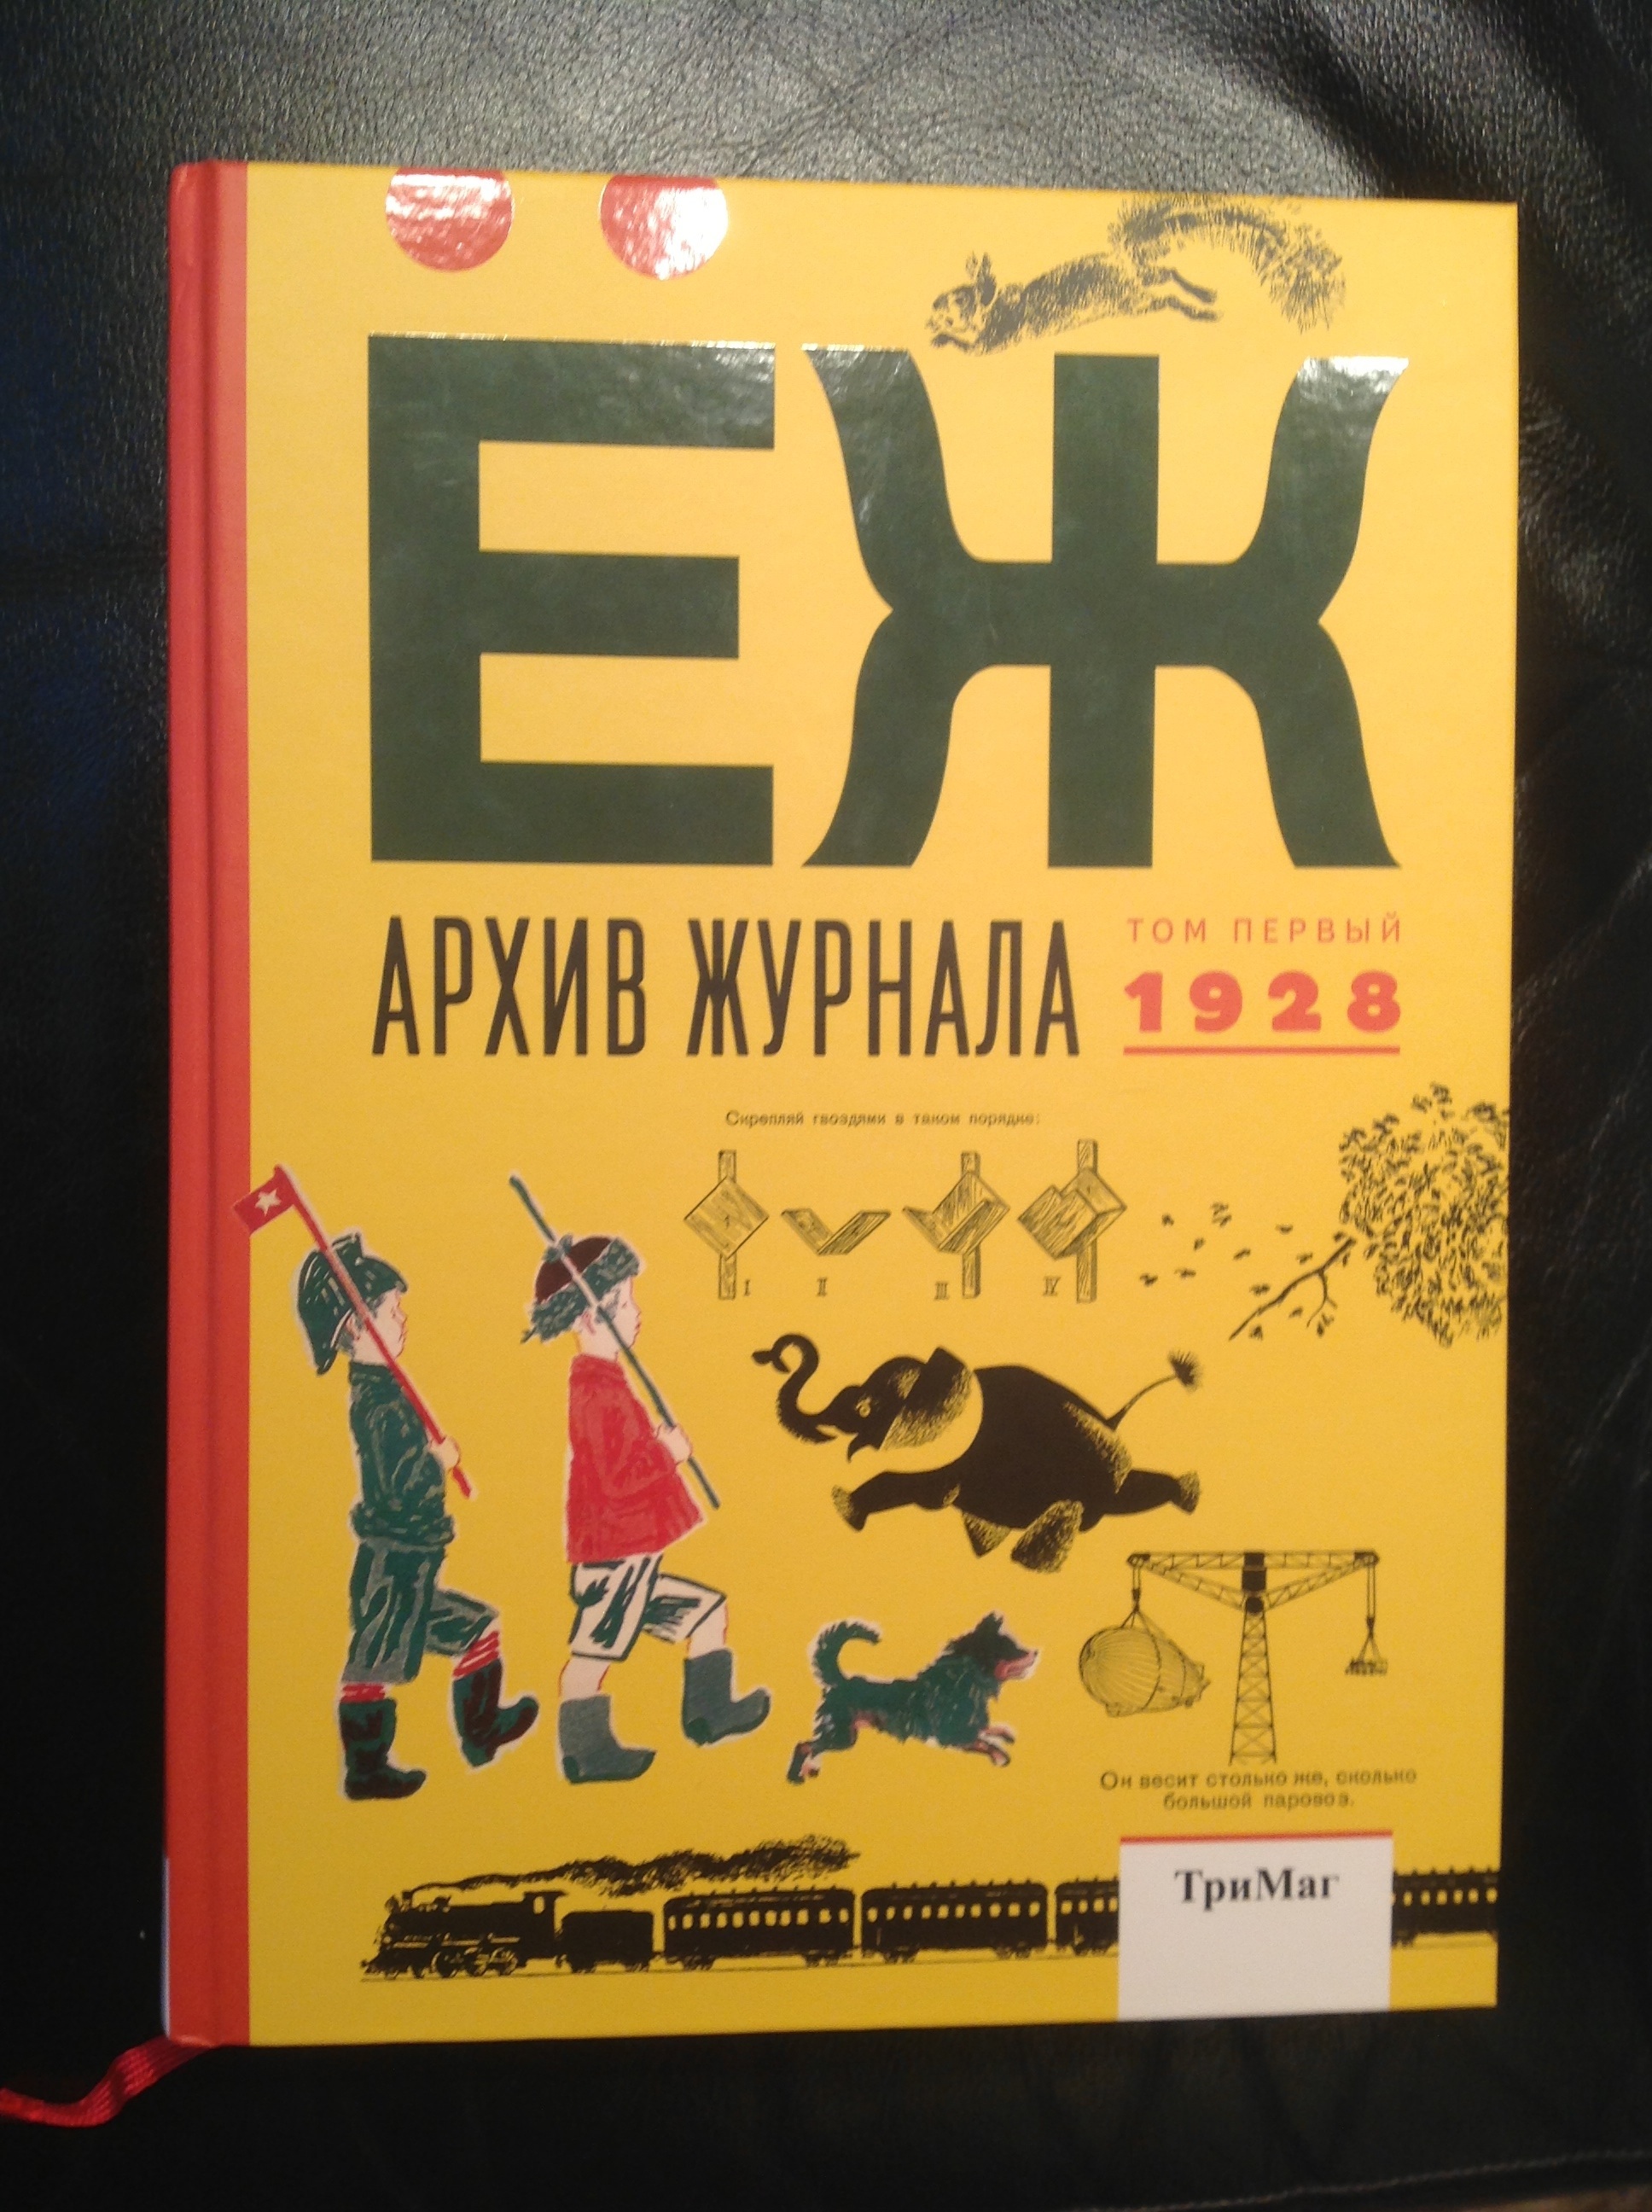 ЁЖ
АРХИВ ЖУРНАЛА
ТОМ ПЕРВЫЙ
1928
Скрепляй гвоздями в таком порядке:
I II III IV
Он весит столько же, сколько
большой паровоз.
ТриМаг